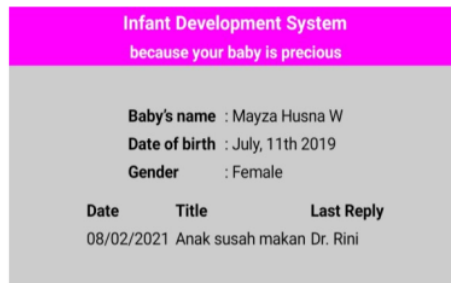 Infant Development System
because your baby is precious
Baby's name : Mayza Husna W
Date of birth : July, 11th 2019
Gender : Female
Date Title Last Reply
08/02/2021 Anak susah makan Dr. Rini